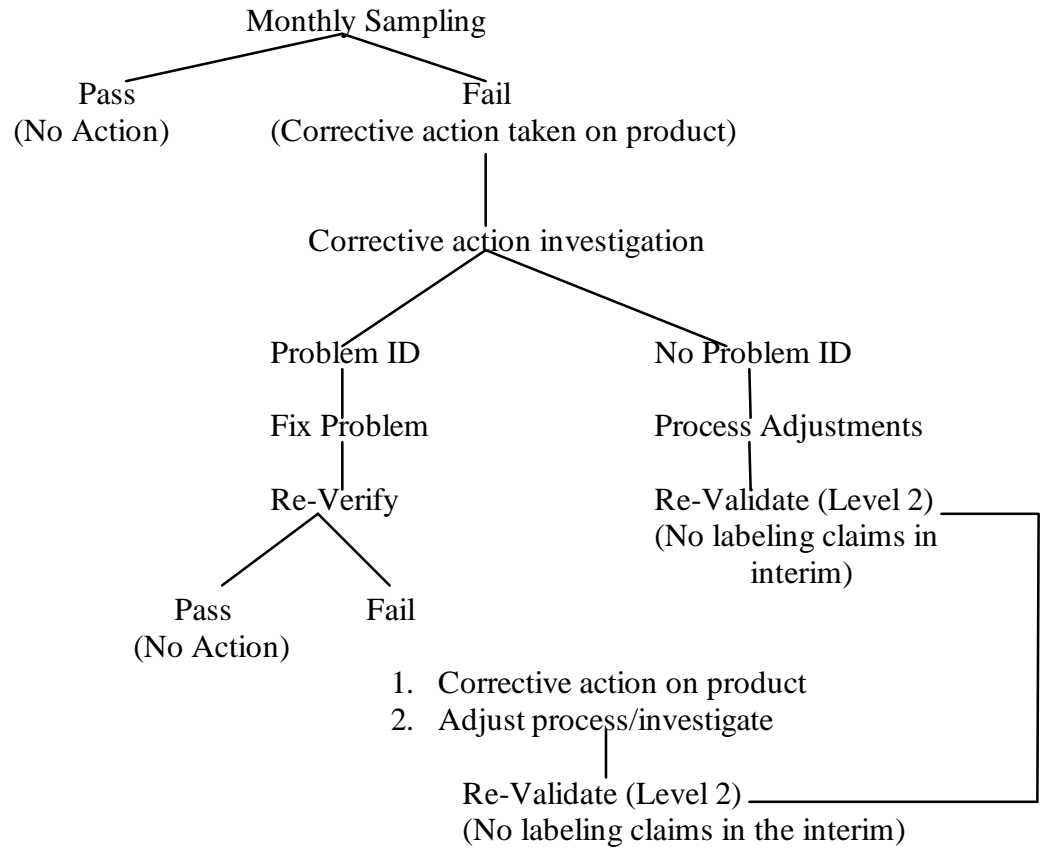 Monthly Sampling
Pass
(No Action)
Fail
(Corrective action taken on product)
Corrective action investigation
Problem ID
Fix Problem
Re-Verify
Pass
(No Action)
Fail
No Problem ID
Process Adjustments
Re-Validate (Level 2)
(No labeling claims in
interim)
1. Corrective action on product
2. Adjust process/investigate
Re-Validate (Level 2)
(No labeling claims in the interim)